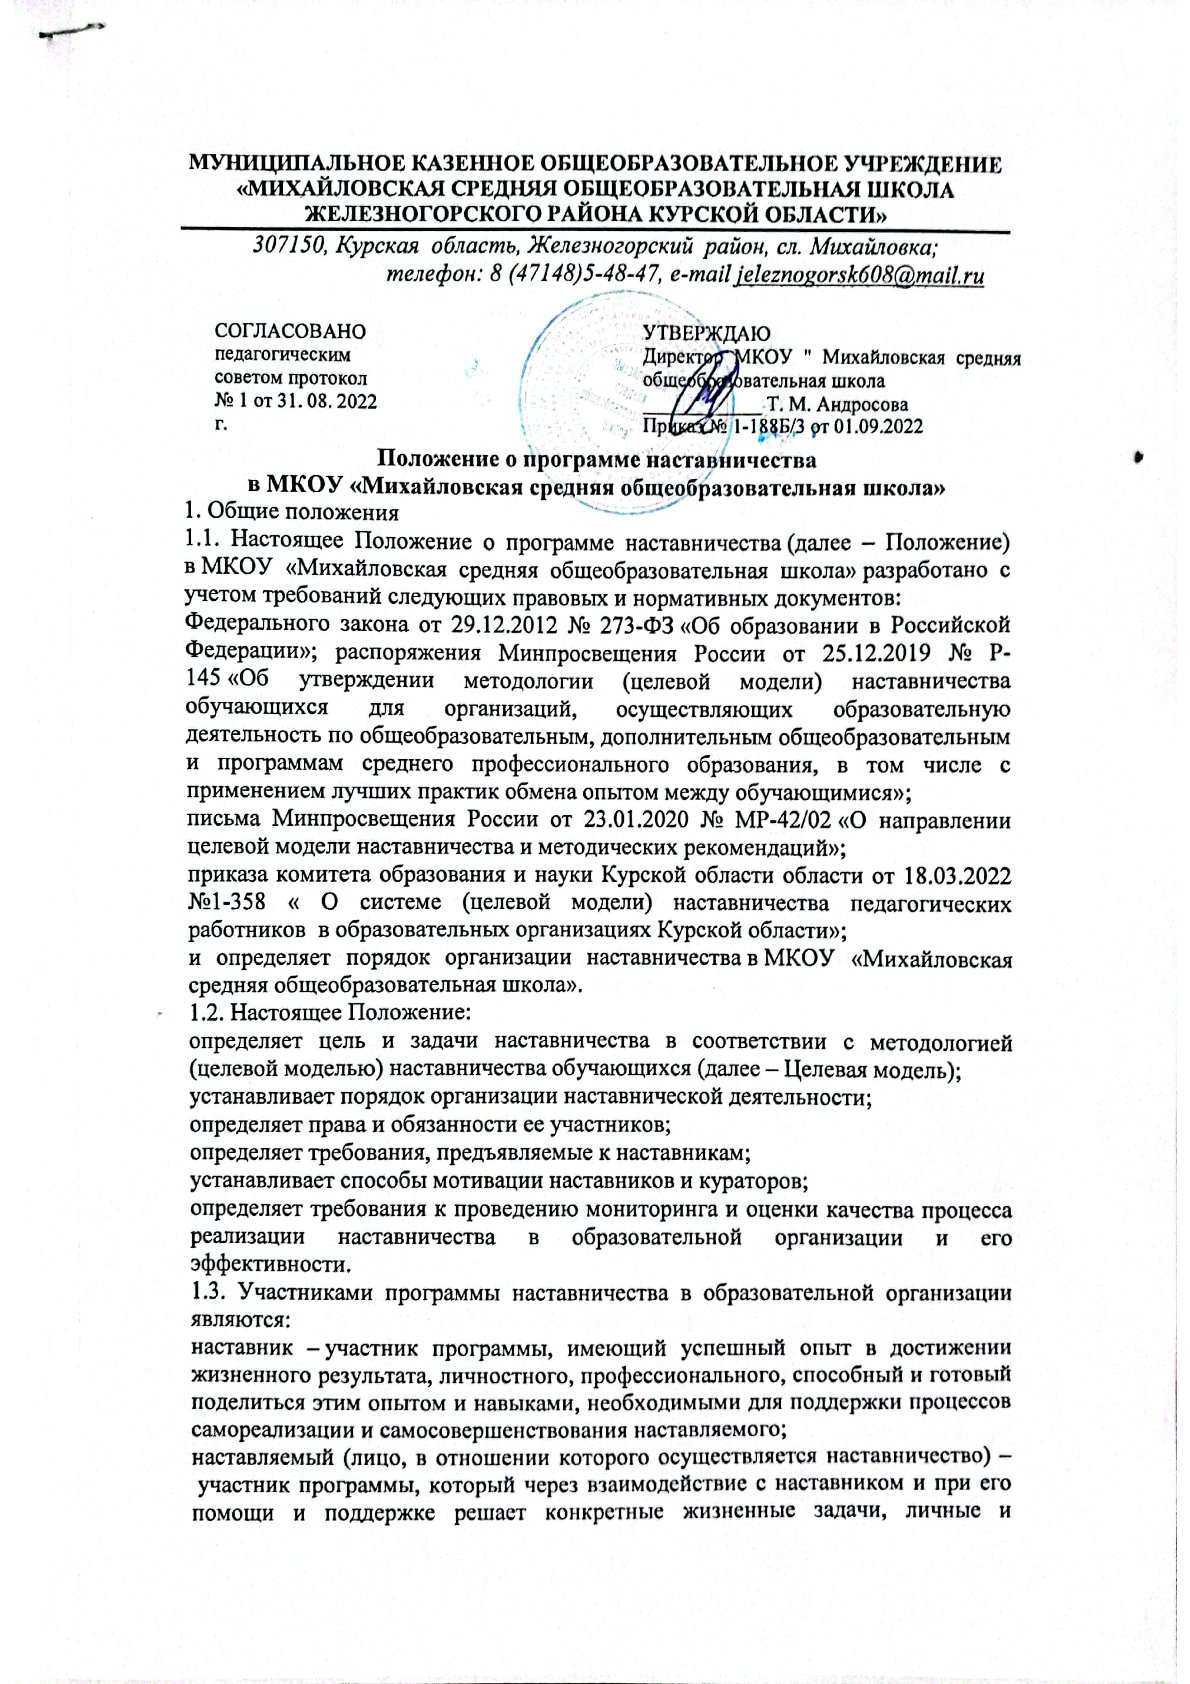 МУНИЦИПАЛЬНОЕ КАЗЕННОЕ ОБЩЕОБРАЗОВАТЕЛЬНОЕ УЧРЕЖДЕНИЕ
«МИХАЙЛОВСКАЯ СРЕДНЯЯ ОБЩЕОБРАЗОВАТЕЛЬНАЯ ШКОЛА
ЖЕЛЕЗНОГОРСКОГО РАЙОНА КУРСКОЙ ОБЛАСТИ»
307150, Курская область, Железногорский район, сл. Михайловка;
телефон: 8 (47148)5-48-47, e-mail jeleznogorsk608@mail.ru
СОГЛАСОВАНО
педагогическим
советом протокол
№ 1 от 31. 08. 2022
г.
УТВЕРЖДАЮ
Директор МКОУ " Михайловская средняя
общеобразовательная школа
____________ Т. М. Андросова
Приказ № 1-188Б/3 от 01.09.2022
Положение о программе наставничества
в МКОУ «Михайловская средняя общеобразовательная школа»
1. Общие положения
1.1. Настоящее Положение о программе наставничества (далее – Положение)
в МКОУ «Михайловская средняя общеобразовательная школа» разработано с
учетом требований следующих правовых и нормативных документов:
Федерального закона от 29.12.2012 № 273-ФЗ «Об образовании в Российской
Федерации»; распоряжения Минпросвещения России от 25.12.2019 № Р-
145 «Об утверждении методологии (целевой модели) наставничества
обучающихся для организаций, осуществляющих образовательную
деятельность по общеобразовательным, дополнительным общеобразовательным
и программам среднего профессионального образования, в том числе с
применением лучших практик обмена опытом между обучающимися»;
письма Минпросвещения России от 23.01.2020 № МР-42/02 «О направлении
целевой модели наставничества и методических рекомендаций»;
приказа комитета образования и науки Курской области области от 18.03.2022
№1-358 « О системе (целевой модели) наставничества педагогических
работников в образовательных организациях Курской области»;
и определяет порядок организации наставничества в МКОУ «Михайловская
средняя общеобразовательная школа».
1.2. Настоящее Положение:
определяет цель и задачи наставничества в соответствии с методологией
(целевой моделью) наставничества обучающихся (далее – Целевая модель);
устанавливает порядок организации наставнической деятельности;
определяет права и обязанности ее участников;
определяет требования, предъявляемые к наставникам;
устанавливает способы мотивации наставников и кураторов;
определяет требования к проведению мониторинга и оценки качества процесса
реализации наставничества в образовательной организации и его
эффективности.
1.3. Участниками программы наставничества в образовательной организации
являются:
наставник – участник программы, имеющий успешный опыт в достижении
жизненного результата, личностного, профессионального, способный и готовый
поделиться этим опытом и навыками, необходимыми для поддержки процессов
самореализации и самосовершенствования наставляемого;
наставляемый (лицо, в отношении которого осуществляется наставничество) –
участник программы, который через взаимодействие с наставником и при его
помощи и поддержке решает конкретные жизненные задачи, личные и